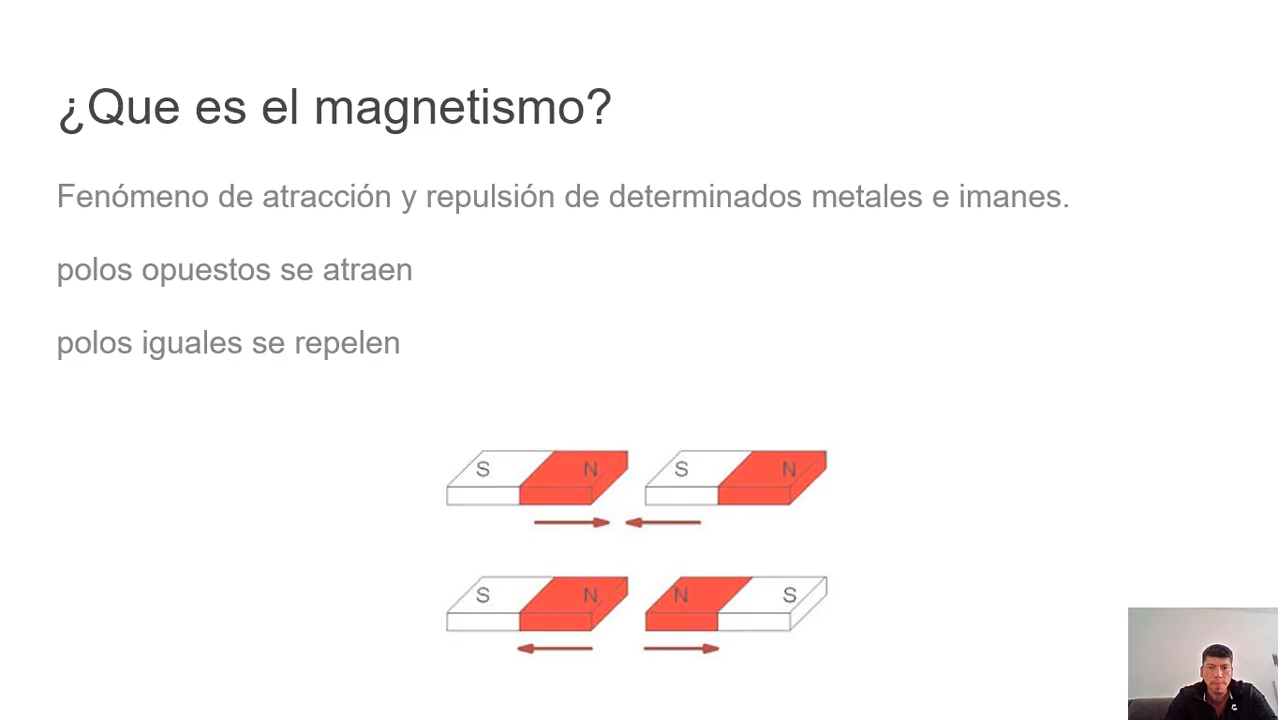 ¿Que es el magnetismo?
Fenómeno de atracción y repulsión de determinados metales e imanes.
polos opuestos se atraen
polos iguales se repelen
S N S N
S N N S